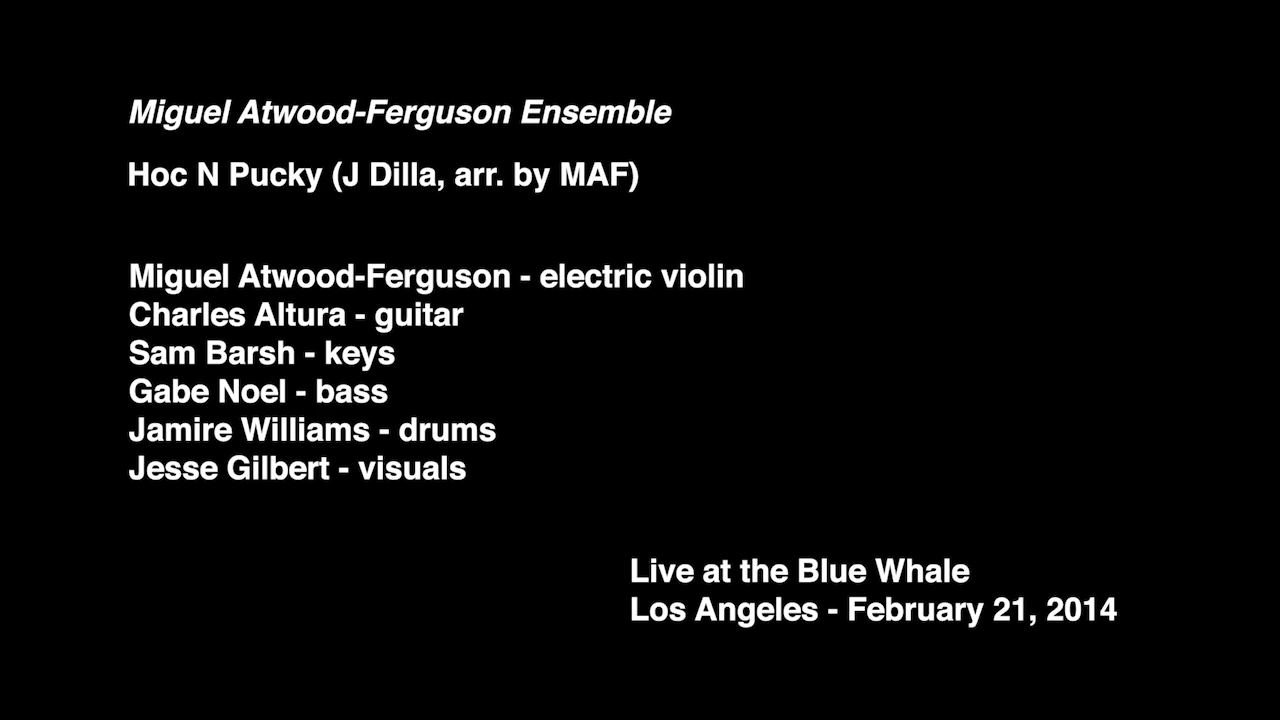 Miguel Atwood-Ferguson Ensemble
Hoc N Pucky (J Dilla, arr. by MAF)
Miguel Atwood-Ferguson - electric violin
Charles Altura - guitar
Sam Barsh - keys
Gabe Noel - bass
Jamire Williams - drums
Jesse Gilbert - visuals
Live at the Blue Whale
Los Angeles - February 21, 2014